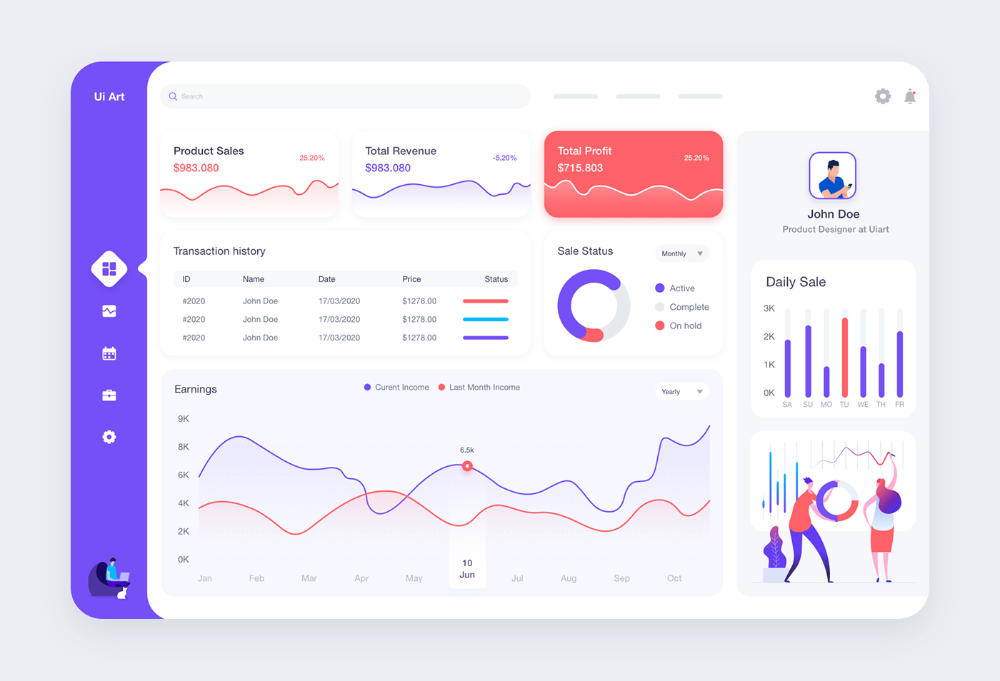 Ui Art
Search
Product Sales
$983.080
25.20%
Total Revenue
$983.080
-5.20%
Total Profit
$715.803
25.20%
John Doe
Product Designer at Uiart
Transaction history
ID Name Date Price Status
#2020 John Doe 17/03/2020 $1278.00
#2020 John Doe 17/03/2020 $1278.00
#2020 John Doe 17/03/2020 $1278.00
Sale Status
Monthly
Active
Complete
On hold
Daily Sale
3K
2K
1K
0K
SA SU MO TU WE TH FR
Earnings
Curent Income
Last Month Income
Yearly
9K
8K
6K
4K
2K
0K
6.5k
Jan Feb Mar Apr May 10 Jun Jul Aug Sep Oct